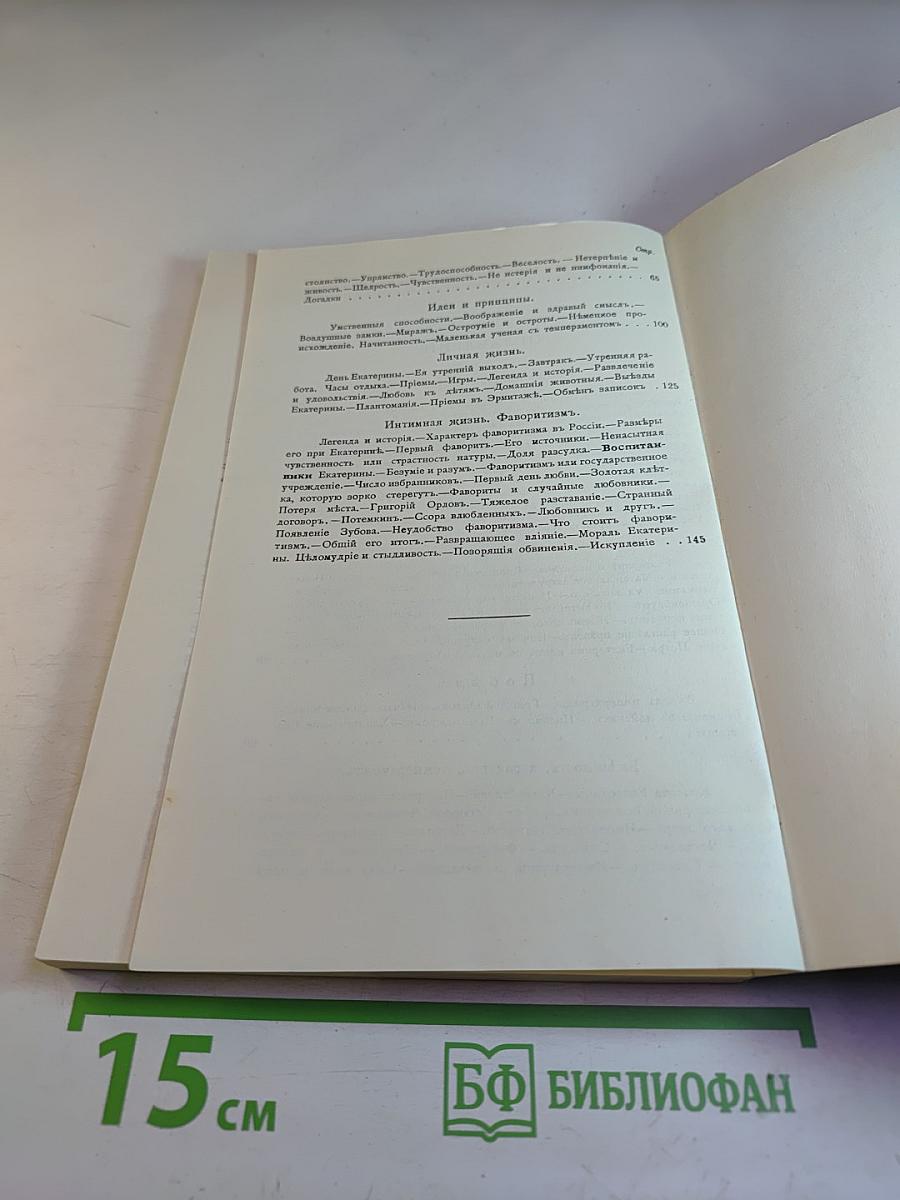 Стр.
стоянство.—Упрямство.—Трудоспособность.—Веселость. — Нетерпѣніе и
живость.—Щедрость.—Чувственность.—Не истерія и не нимфоманія.—
Догадки . . . 65
Идеи и принципы.
Умственныя способности.—Воображеніе и здравый смыслъ.—
Воздушные замки.—Миражъ.—Остроуміе и остроты.—Нѣмецкое про-
исхожденіе. Начитанность.—Маленькая ученая съ темпераментомъ . . . 100
Личная жизнь.
День Екатерины.—Ея утренній выходъ.—Завтракъ.—Утренняя ра-
бота. Часы отдыха.—Пріемы.—Игры.—Легенда и исторія.—Развлеченіе
и удовольствія.—Любовь къ дѣтямъ.—Домашнія животныя.—Выѣзды
Екатерины.—Плантоманія.—Пріемы въ Эрмитажѣ.—Обмѣнъ записокъ . 125
Интимная жизнь. Фаворитизмъ.
Легенда и исторія.—Характеръ фаворитизма въ Россіи.—Размѣры
его при Екатеринѣ.—Первый фаворитъ.—Его источники.—Ненасытная
чувственность или страстность натуры.—Доля разсудка.—Воспитан-
ники Екатерины.—Безуміе и разумъ.—Фаворитизмъ или государственное
учрежденіе.—Число избранниковъ.—Первый день любви.—Золотая клѣт-
ка, которую зорко стерегутъ.—Фавориты и случайные любовники.—
Потеря мѣста.—Григорій Орловъ.—Тяжелое разставаніе.—Странный
договоръ. —Потемкинъ.—Ссора влюбленныхъ.—Любовникъ и другъ.—
Появленіе Зубова.—Неудобство фаворитизма.—Что стоитъ фавори-
тизмъ.—Общій его итогъ.—Развращающее вліяніе.—Мораль Екатери-
ны. Цѣломудріе и стыдливость.—Позорящія обвиненія.—Искупленіе . . 145
15 см
БФ БИБЛИОФАН